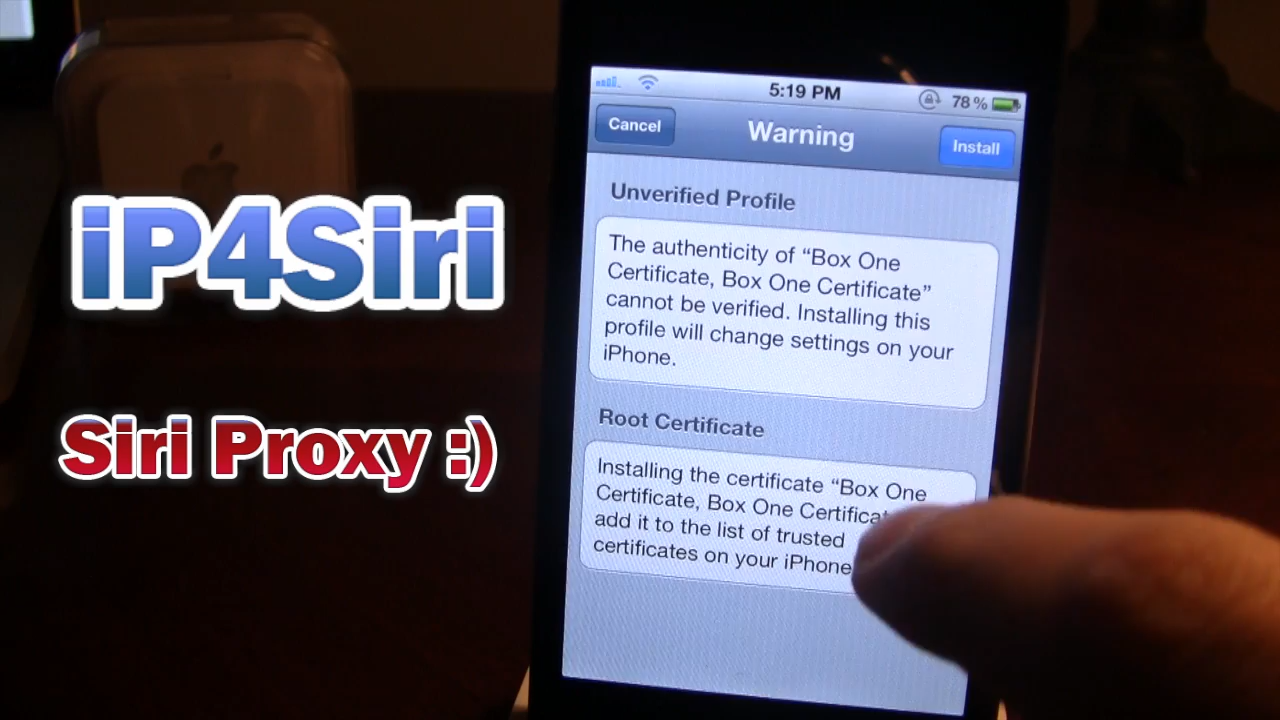 5:19 PM
78%
Cancel
Warning
Install
Unverified Profile
The authenticity of “Box One
Certificate, Box One Certificate”
cannot be verified. Installing this
profile will change settings on your
iPhone.
Root Certificate
Installing the certificate “Box One
Certificate, Box One
add it to the list of trusted
certificates on your iPhone
iP4Siri
Siri Proxy :)